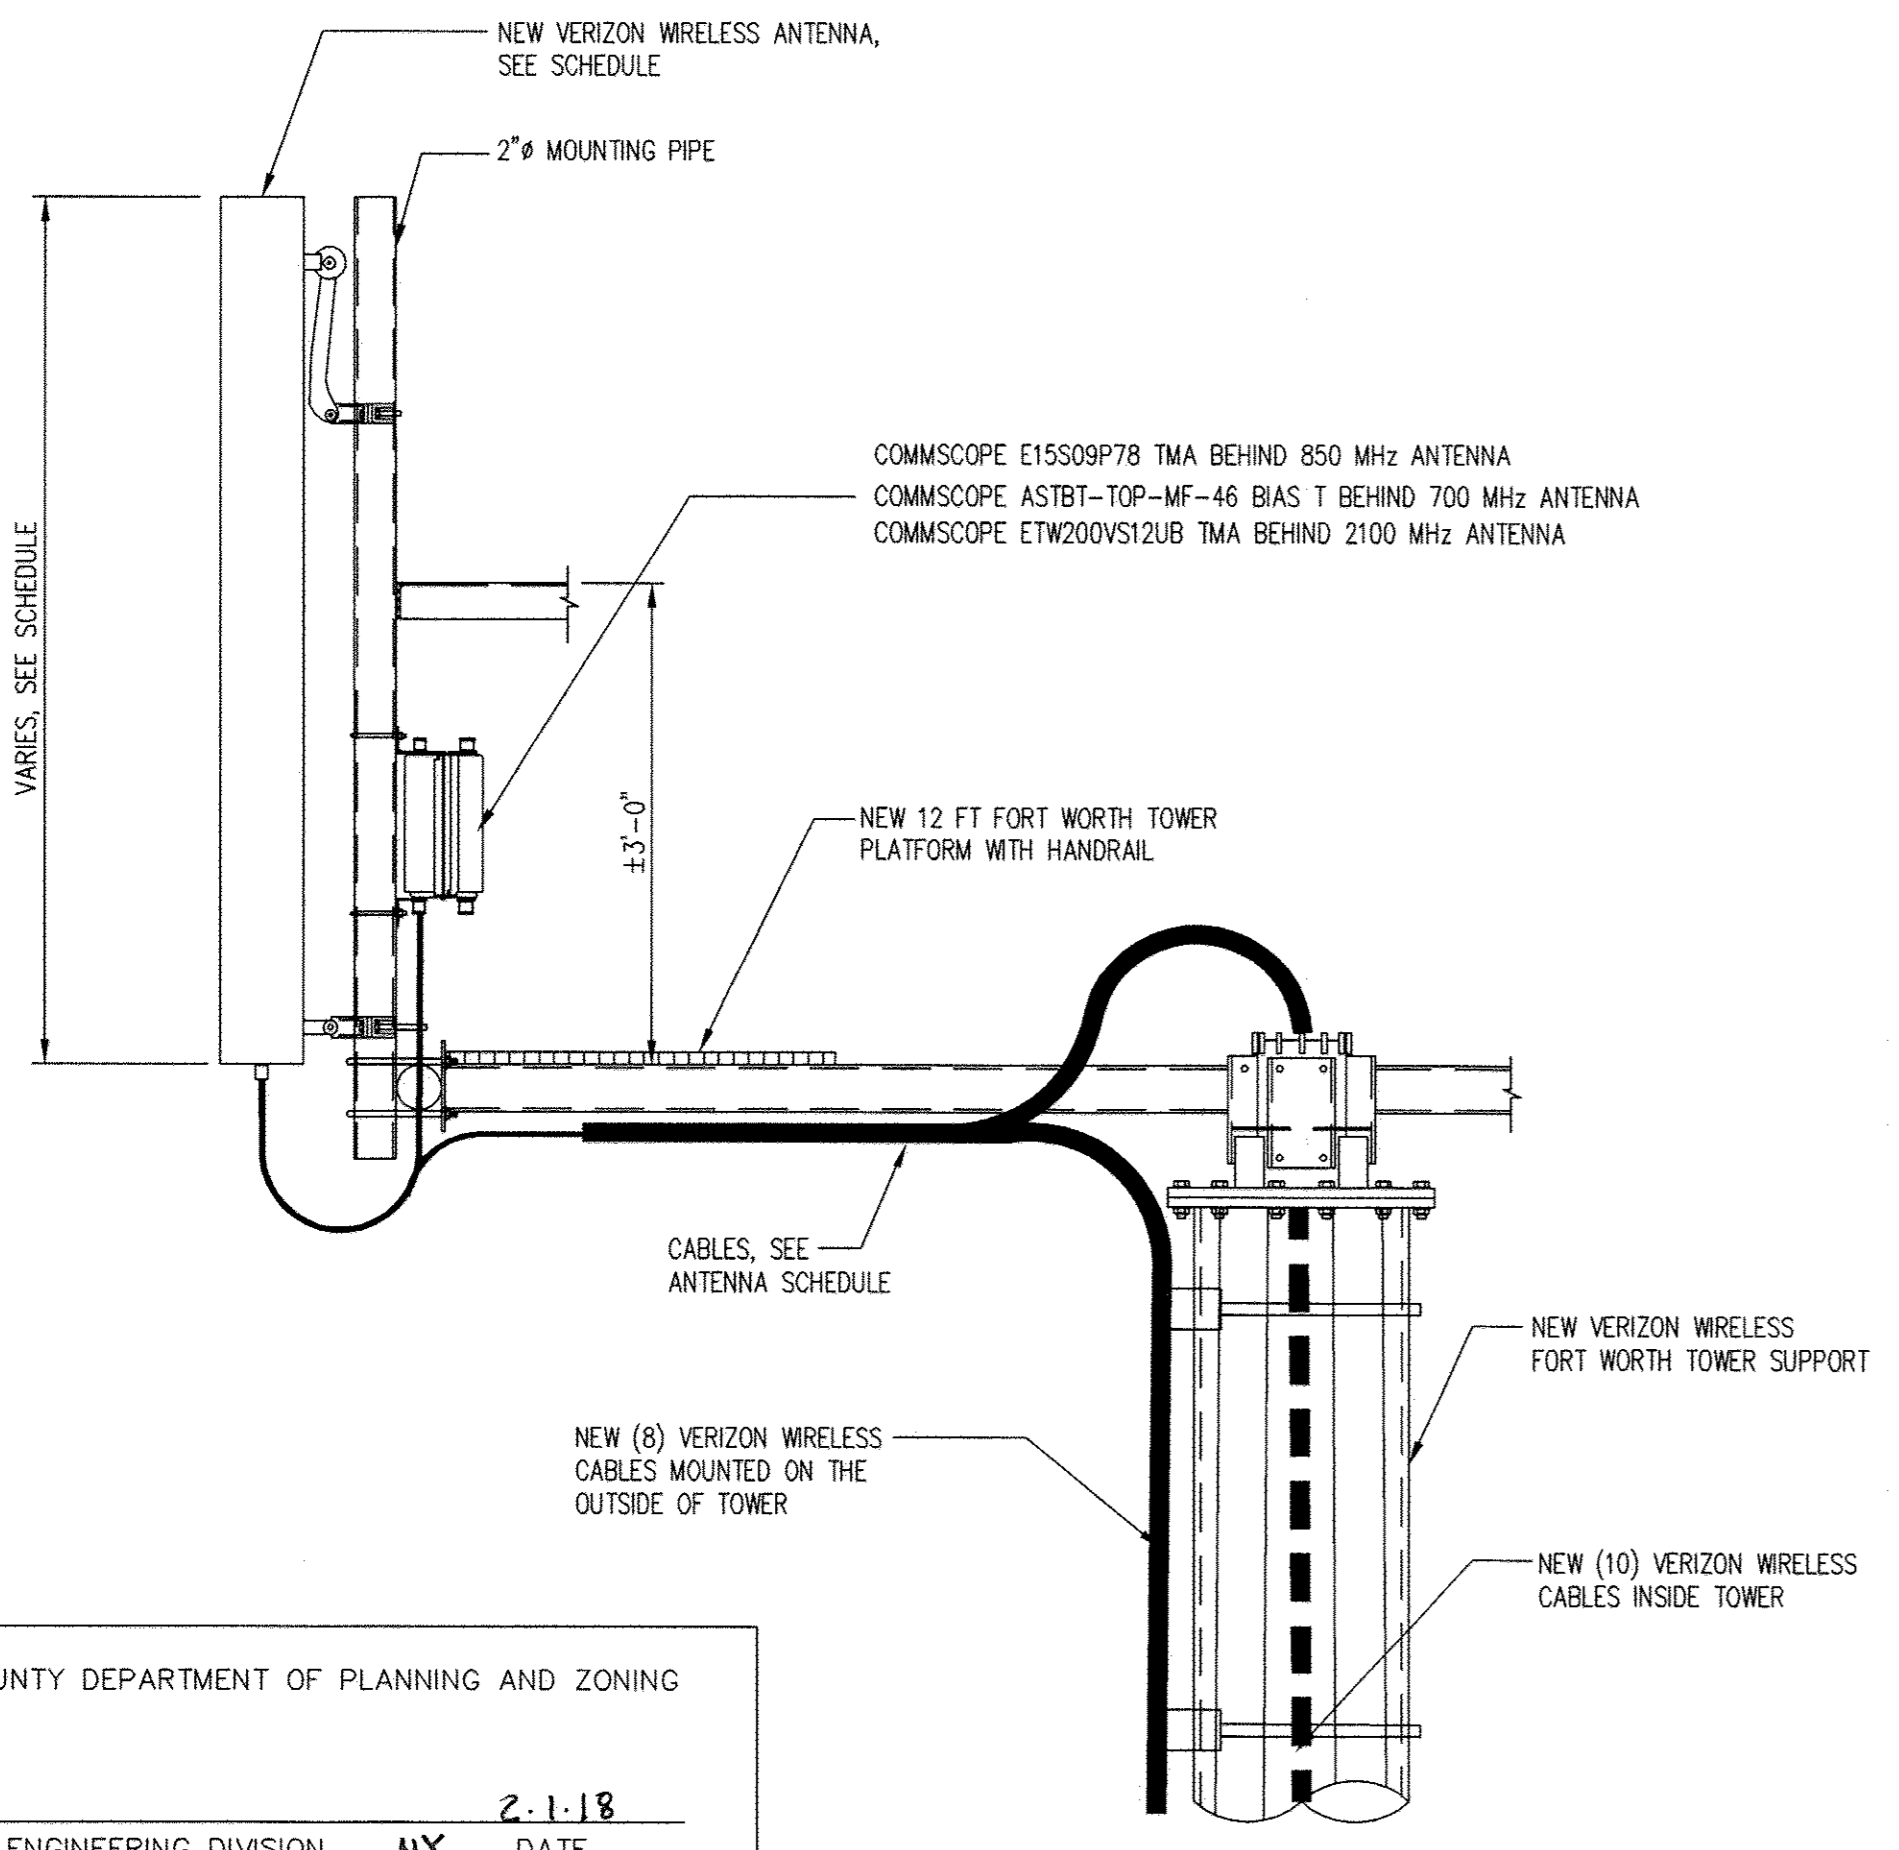 NEW VERIZON WIRELESS ANTENNA,
SEE SCHEDULE
2"ø MOUNTING PIPE
VARIES, SEE SCHEDULE
COMMSCOPE E15S09P78 TMA BEHIND 850 MHz ANTENNA
COMMSCOPE ASTBT-TOP-MF-46 BIAS T BEHIND 700 MHz ANTENNA
COMMSCOPE ETW200VS12UB TMA BEHIND 2100 MHz ANTENNA
±3'-0"
NEW 12 FT FORT WORTH TOWER
PLATFORM WITH HANDRAIL
CABLES, SEE
ANTENNA SCHEDULE
NEW VERIZON WIRELESS
FORT WORTH TOWER SUPPORT
NEW (8) VERIZON WIRELESS
CABLES MOUNTED ON THE
OUTSIDE OF TOWER
NEW (10) VERIZON WIRELESS
CABLES INSIDE TOWER
UNTY DEPARTMENT OF PLANNING AND ZONING
2.1.18
ENGINEERING DIVISION DATE